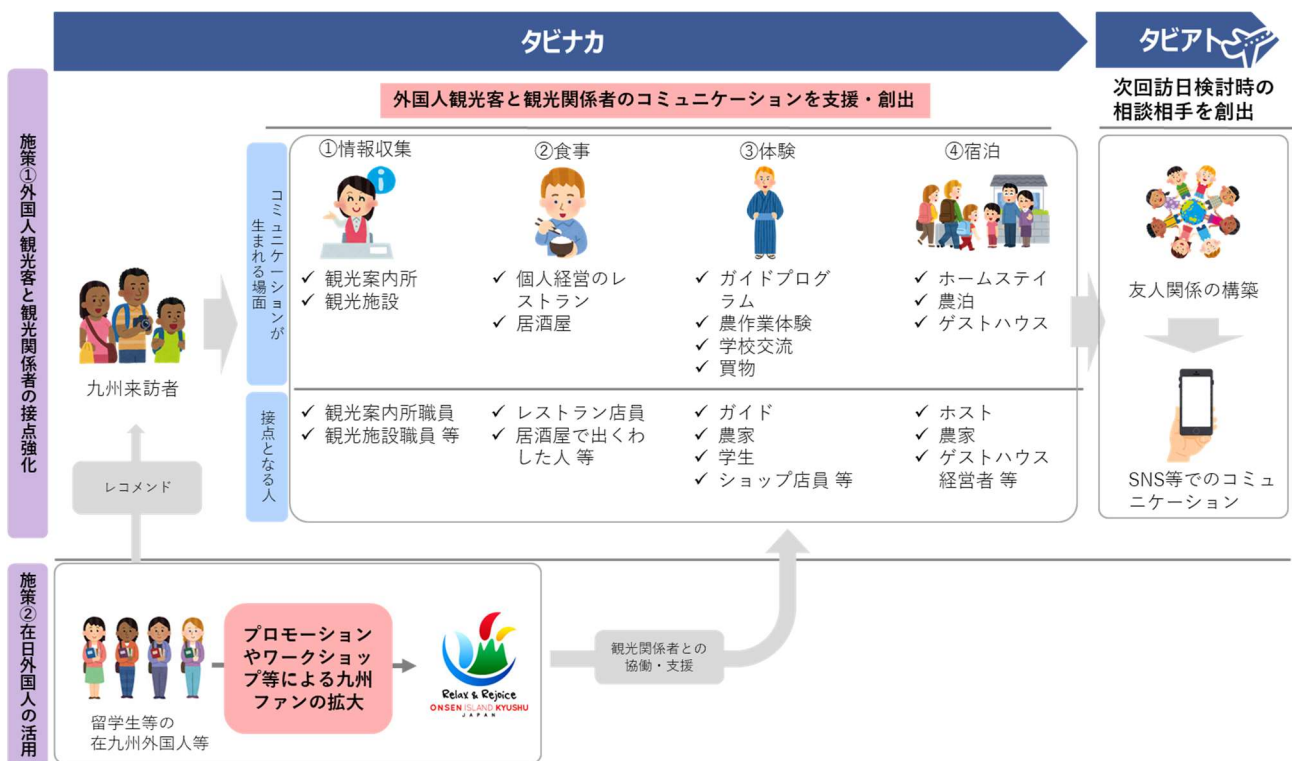 タビナカ
タビアト
施策①外国人観光客と観光関係者の接点強化
外国人観光客と観光関係者のコミュニケーションを支援・創出
次回訪日検討時の
相談相手を創出
コミュニケーションが
生まれる場面
①情報収集
②食事
③体験
④宿泊
✓ 観光案内所
✓ 観光施設
✓ 個人経営のレ
ストラン
✓ 居酒屋
✓ ガイドプログ
ラム
✓ 農作業体験
✓ 学校交流
✓ 買物
✓ ホームステイ
✓ 農泊
✓ ゲストハウス
九州来訪者
友人関係の構築
接点となる人
✓ 観光案内所職員
✓ 観光施設職員 等
✓ レストラン店員
✓ 居酒屋で出くわ
した人 等
✓ ガイド
✓ 農家
✓ 学生
✓ ショップ店員 等
✓ ホスト
✓ 農家
✓ ゲストハウス
経営者 等
SNS等でのコミュ
ニケーション
レコメンド
施策②在日外国人の活用
留学生等の
在九州外国人等
プロモーション
やワークショッ
プ等による九州
ファンの拡大
Relax & Rejoice
ONSEN ISLAND KYUSHU
JAPAN
観光関係者との
協働・支援